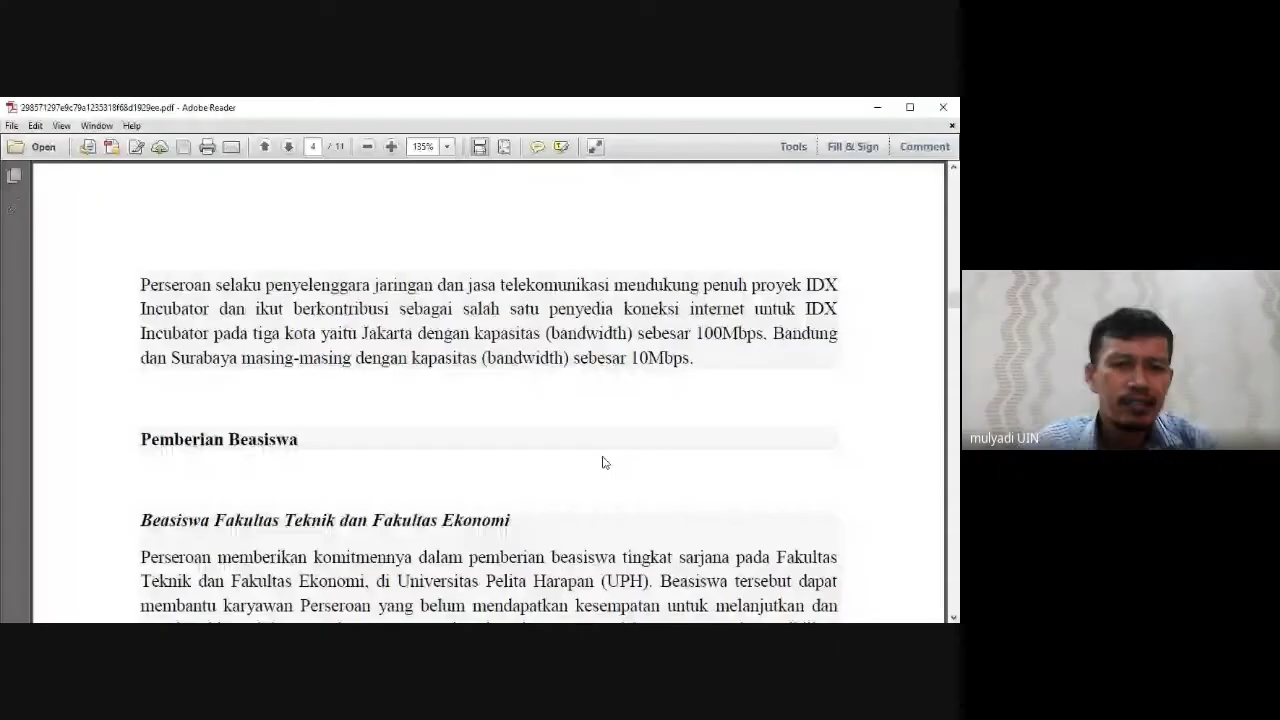 298571297e9c79a1235318f68d1929ee.pdf - Adobe Reader
File Edit View Window Help
Open 4 / 11 135% Tools Fill & Sign Comment
Perseroan selaku penyelenggara jaringan dan jasa telekomunikasi mendukung penuh proyek IDX
Incubator dan ikut berkontribusi sebagai salah satu penyedia koneksi internet untuk IDX
Incubator pada tiga kota yaitu Jakarta dengan kapasitas (bandwidth) sebesar 100Mbps. Bandung
dan Surabaya masing-masing dengan kapasitas (bandwidth) sebesar 10Mbps.
mulyadi UIN
Pemberian Beasiswa
Beasiswa Fakultas Teknik dan Fakultas Ekonomi
Perseroan memberikan komitmennya dalam pemberian beasiswa tingkat sarjana pada Fakultas
Teknik dan Fakultas Ekonomi, di Universitas Pelita Harapan (UPH). Beasiswa tersebut dapat
membantu karyawan Perseroan yang belum mendapatkan kesempatan untuk melanjutkan dan